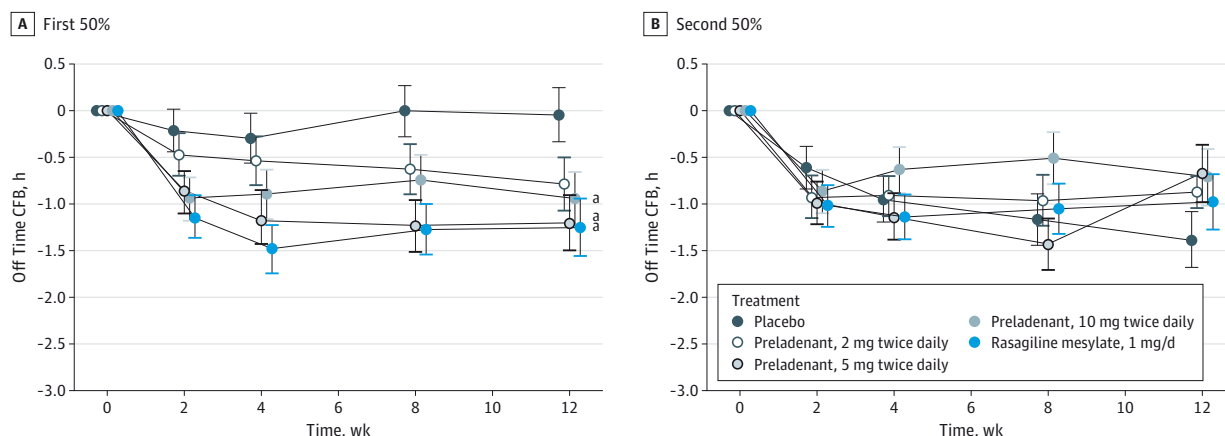 A First 50%
0.5
0
−0.5
−1.0
−1.5
−2.0
−2.5
−3.0
Off Time CFB, h
a
a
a
0 2 4 6 8 10 12
Time, wk
B Second 50%
0.5
0
−0.5
−1.0
−1.5
−2.0
−2.5
−3.0
Off Time CFB, h
Treatment
Placebo
Preladenant, 2 mg twice daily
Preladenant, 5 mg twice daily
Preladenant, 10 mg twice daily
Rasagiline mesylate, 1 mg/d
0 2 4 6 8 10 12
Time, wk